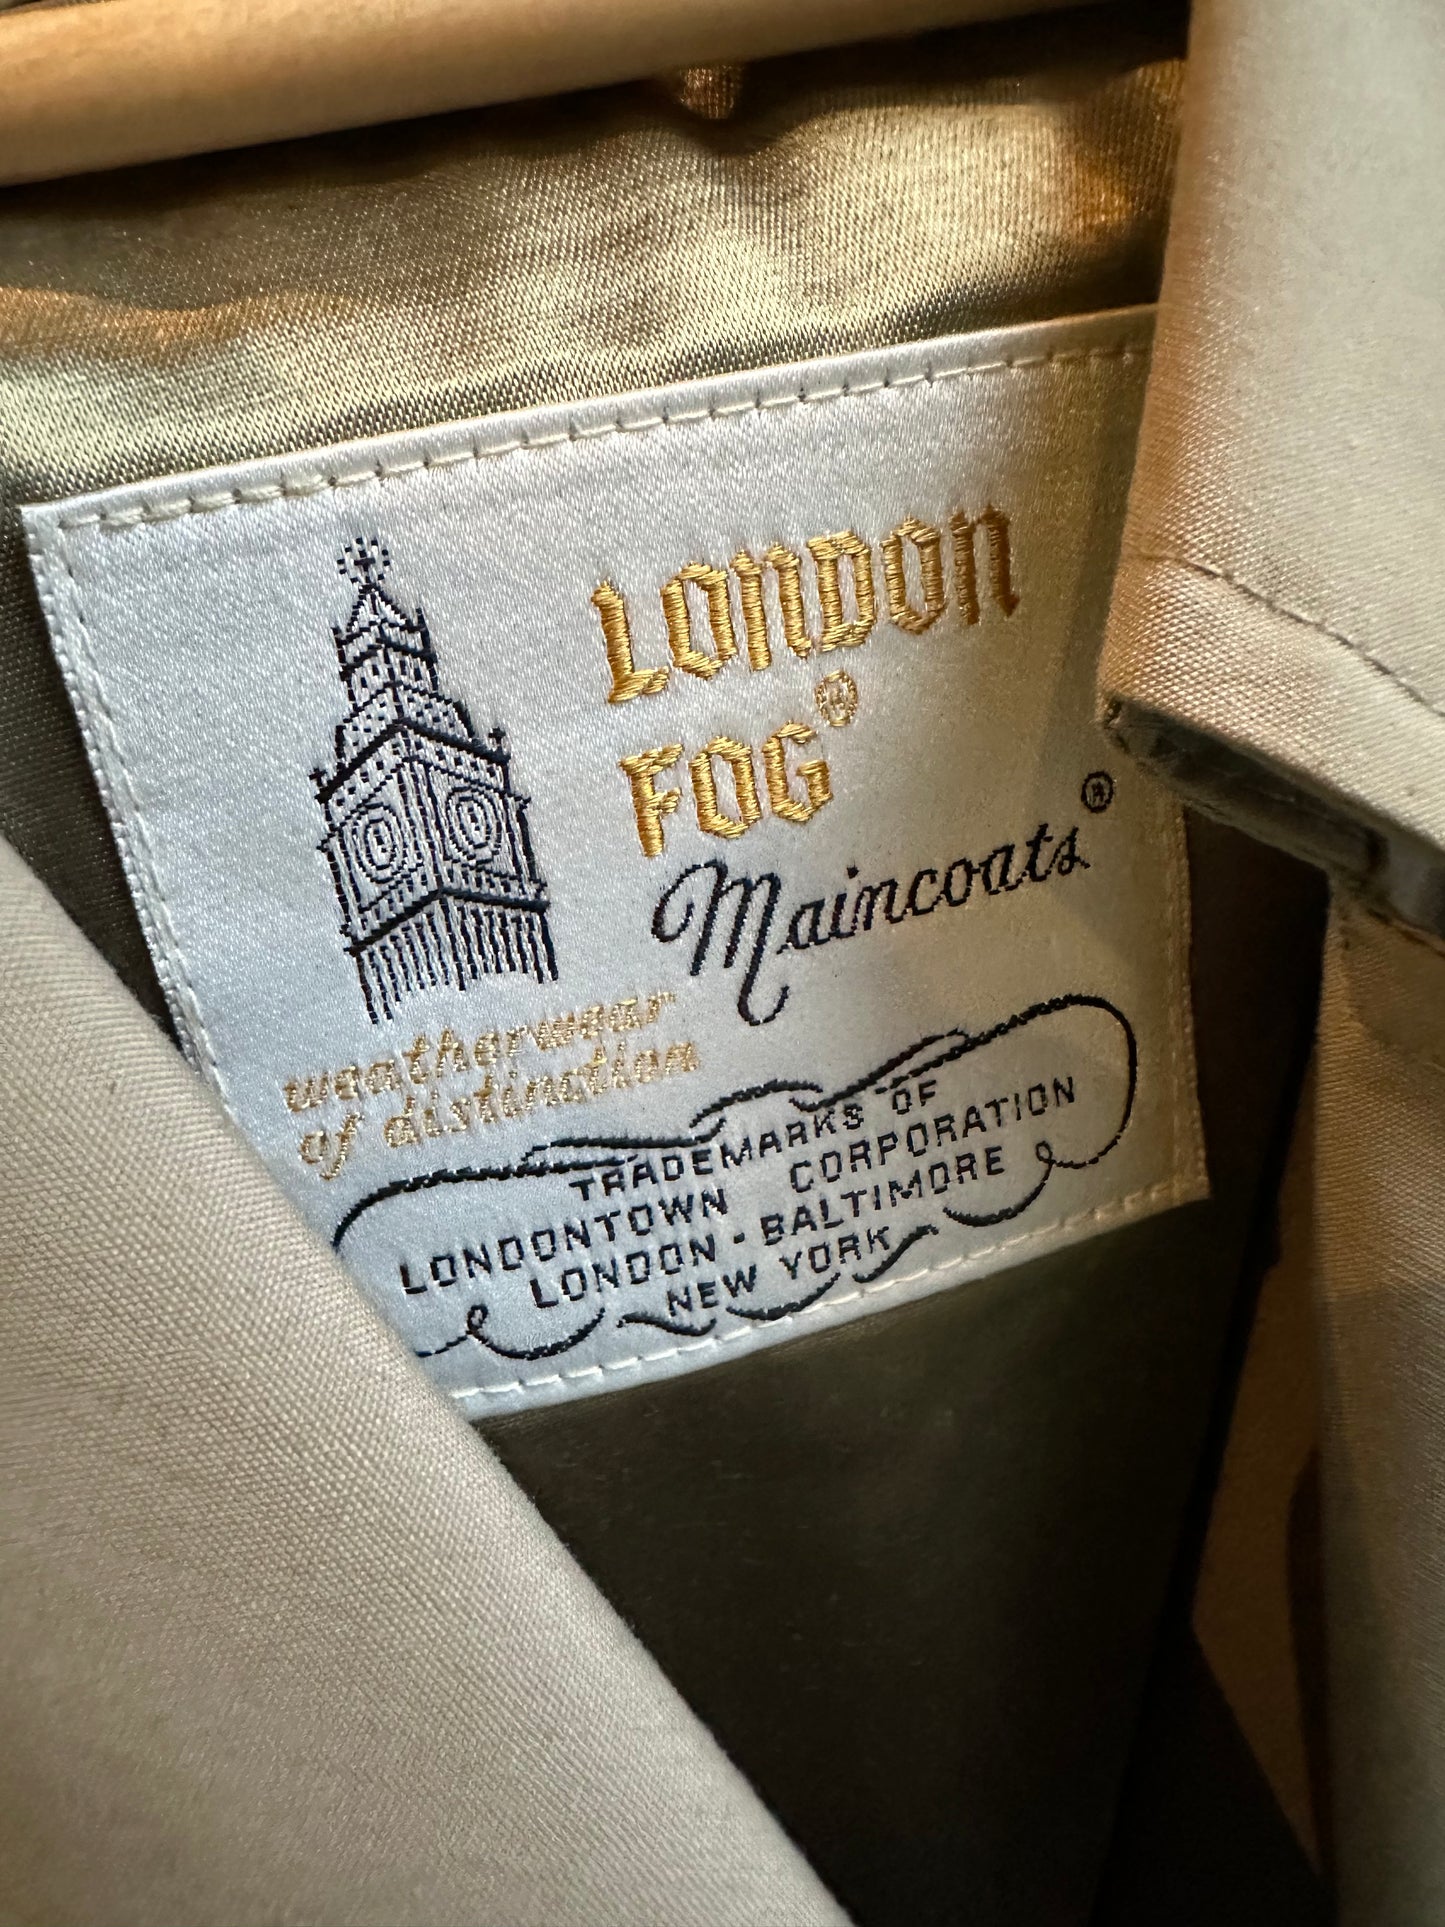 LONDON
FOG®
Maincoats®
weatherwear
of distinction
TRADEMARKS OF
LONDONTOWN CORPORATION
LONDON · BALTIMORE
NEW YORK